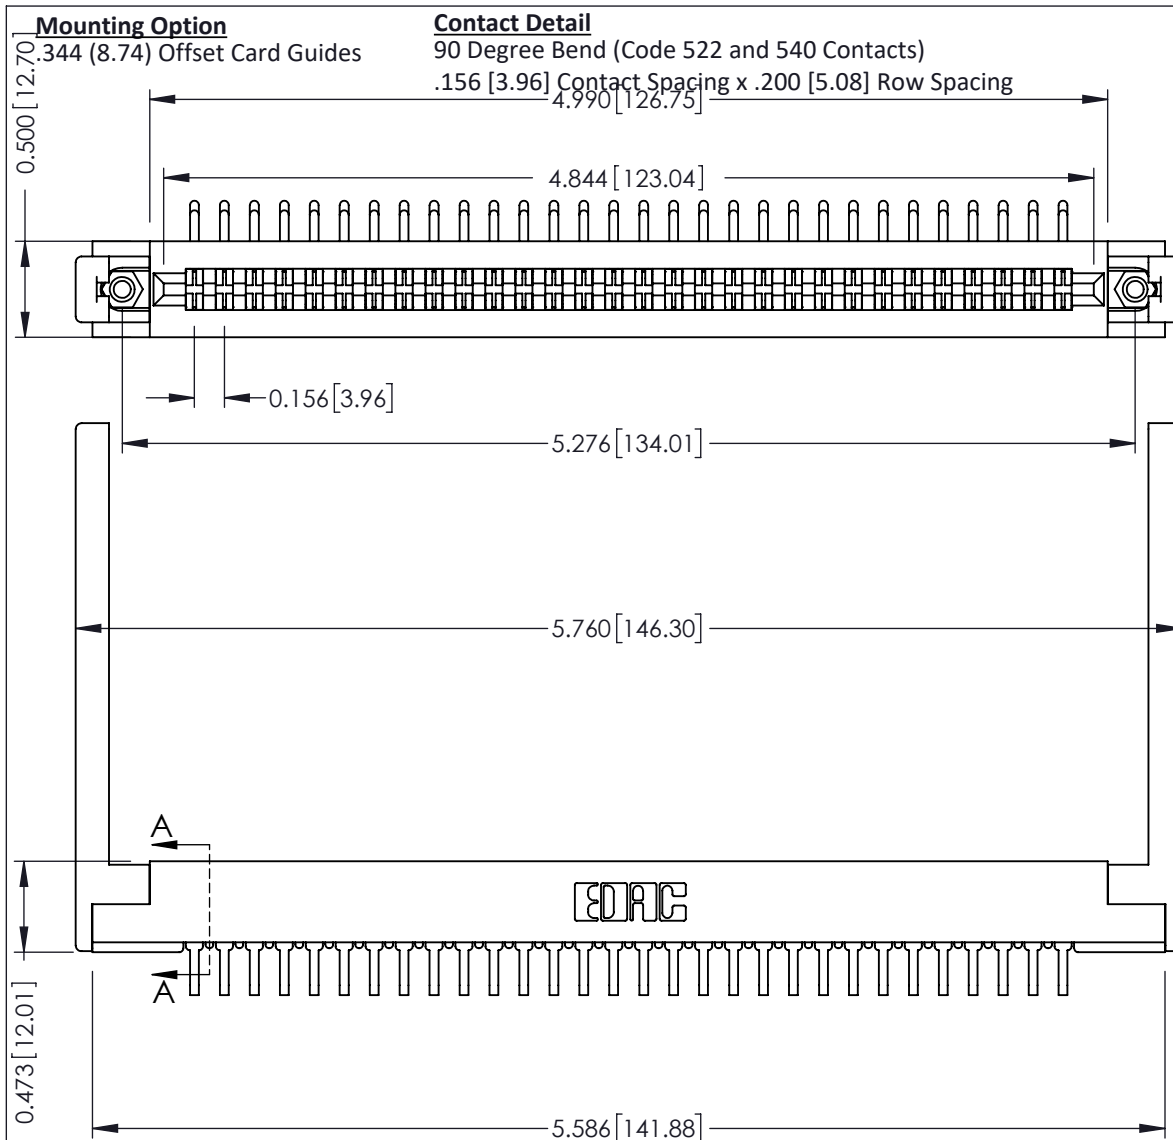 Mounting Option
.344 (8.74) Offset Card Guides
Contact Detail
90 Degree Bend (Code 522 and 540 Contacts)
.156 [3.96] Contact Spacing x .200 [5.08] Row Spacing
0.500 [12.70]
4.990 [126.75]
4.844 [123.04]
0.156 [3.96]
5.276 [134.01]
5.760 [146.30]
A
EDAC
A
0.473 [12.01]
5.586 [141.88]